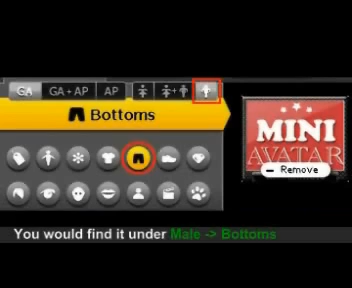 GA GA + AP AP
Bottoms
MINI
AVATAR
Remove
You would find it under Male -> Bottoms